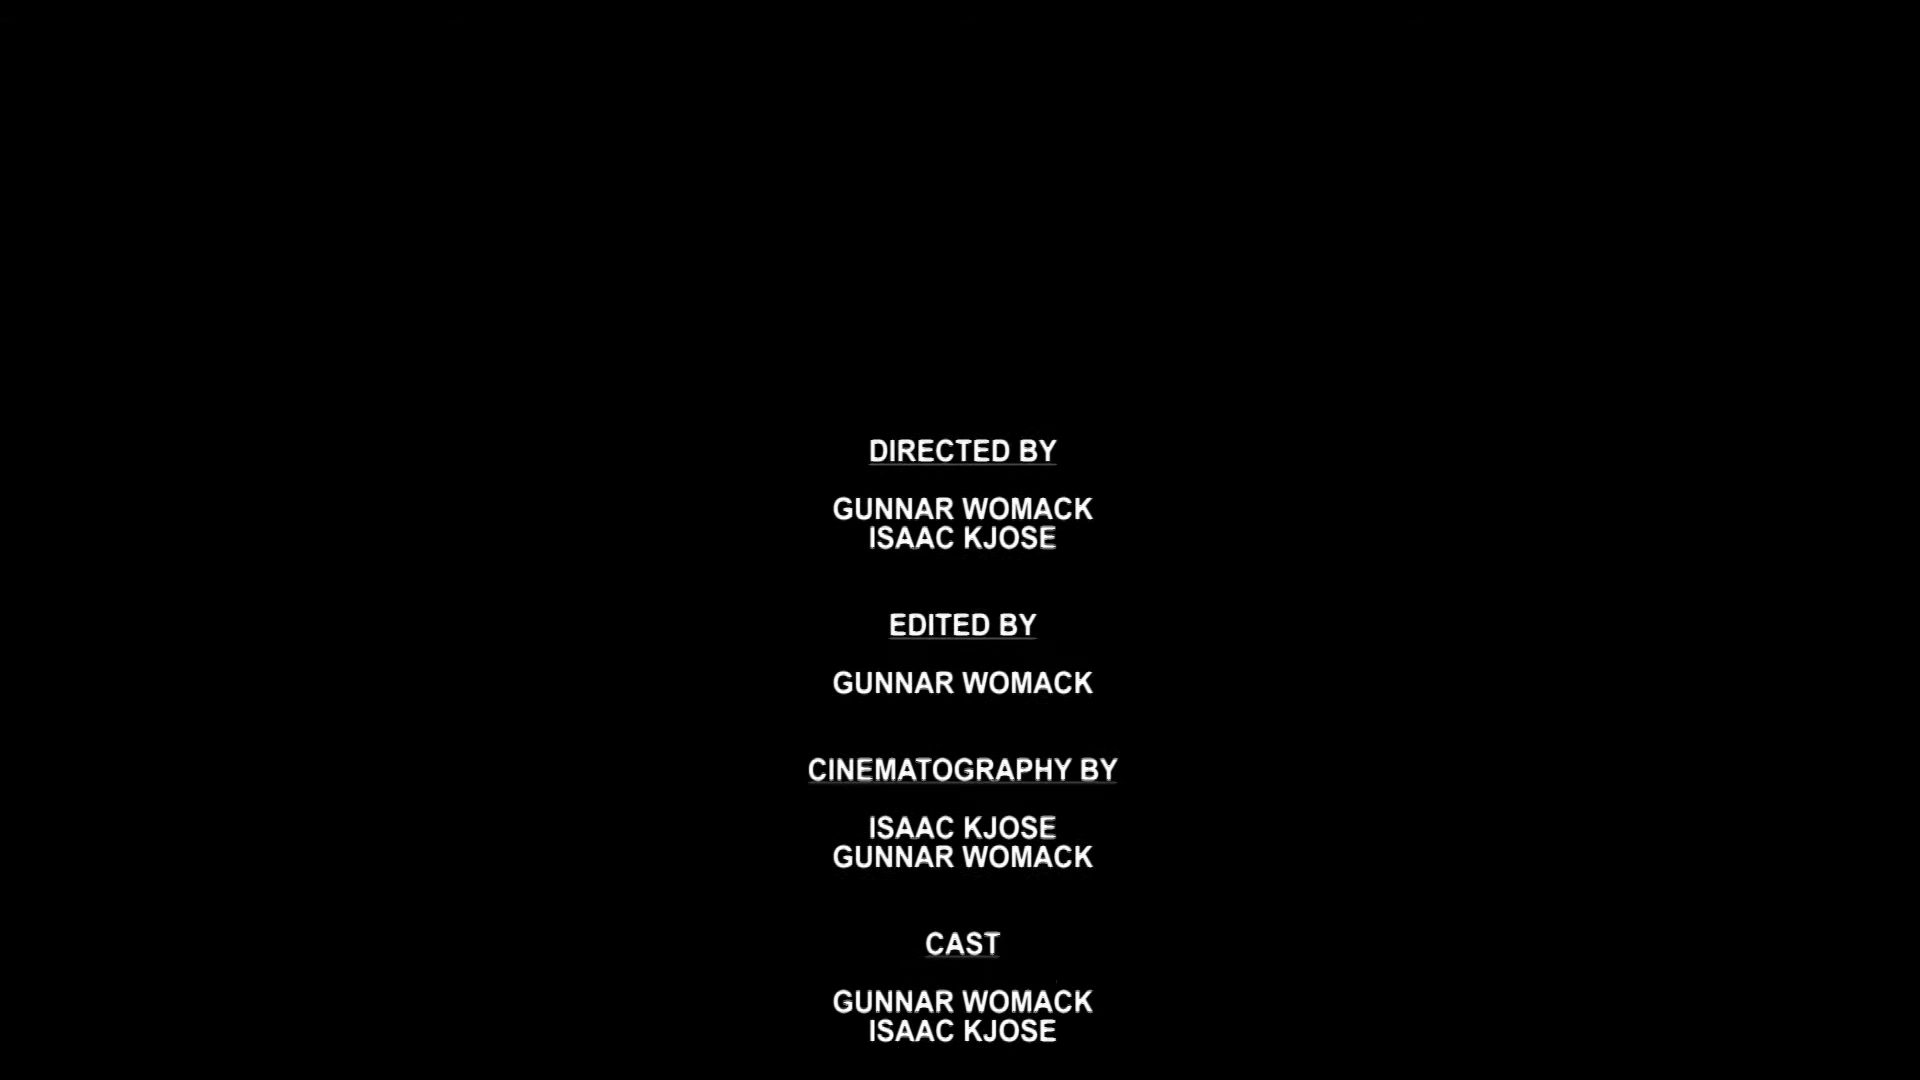 DIRECTED BY
GUNNAR WOMACK
ISAAC KJOSE
EDITED BY
GUNNAR WOMACK
CINEMATOGRAPHY BY
ISAAC KJOSE
GUNNAR WOMACK
CAST
GUNNAR WOMACK
ISAAC KJOSE